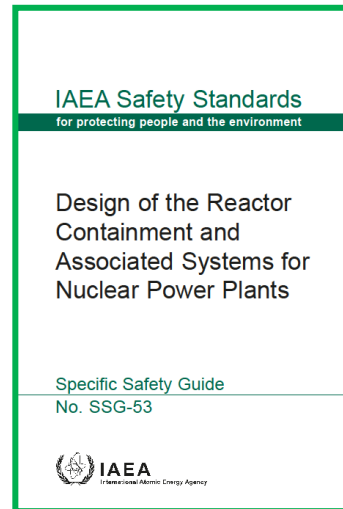 IAEA Safety Standards
for protecting people and the environment
Design of the Reactor
Containment and
Associated Systems for
Nuclear Power Plants
Specific Safety Guide
No. SSG-53
IAEA
International Atomic Energy Agency